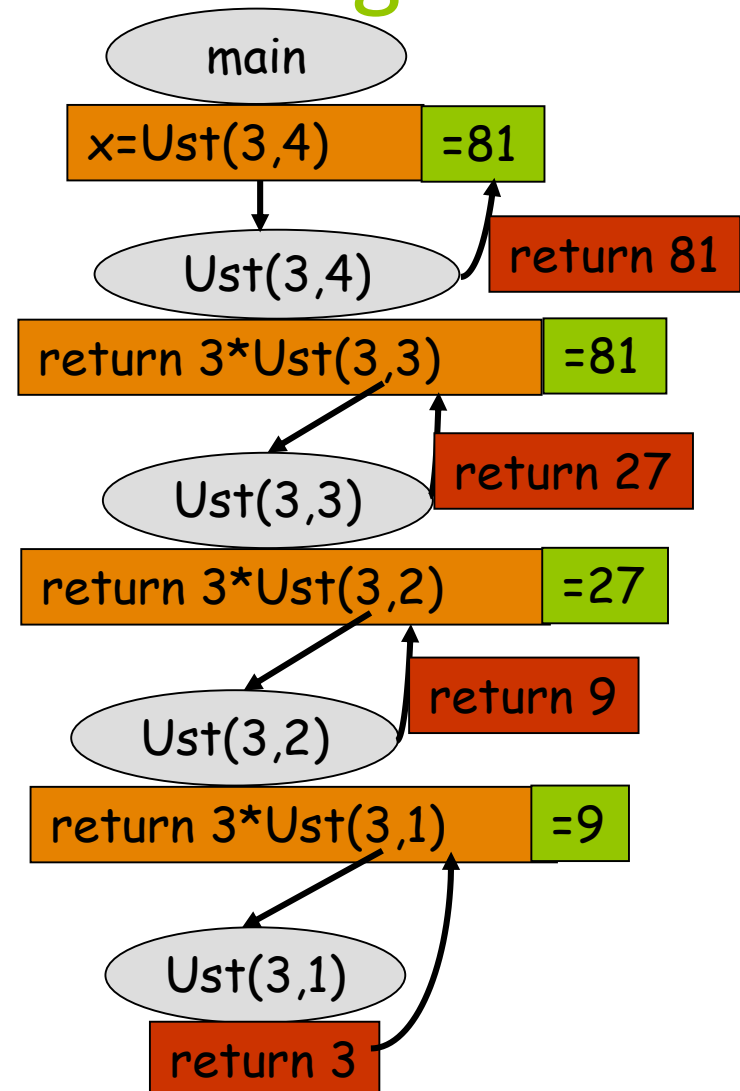 main
x=Ust(3,4) =81
return 81
Ust(3,4)
return 3*Ust(3,3) =81
return 27
Ust(3,3)
return 3*Ust(3,2) =27
return 9
Ust(3,2)
return 3*Ust(3,1) =9
Ust(3,1)
return 3